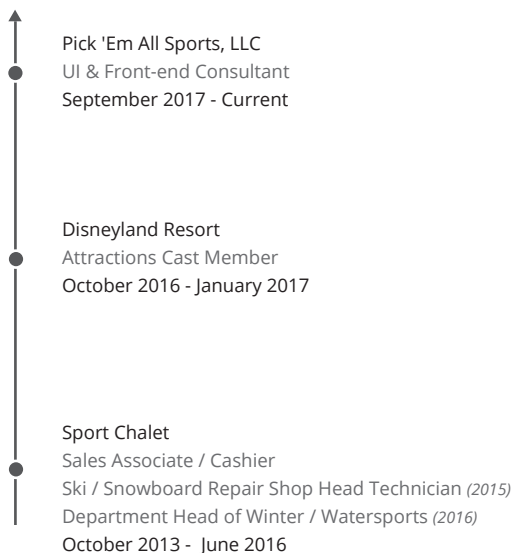 Pick 'Em All Sports, LLC
UI & Front-end Consultant
September 2017 - Current
Disneyland Resort
Attractions Cast Member
October 2016 - January 2017
Sport Chalet
Sales Associate / Cashier
Ski / Snowboard Repair Shop Head Technician (2015)
Department Head of Winter / Watersports (2016)
October 2013 -  June 2016